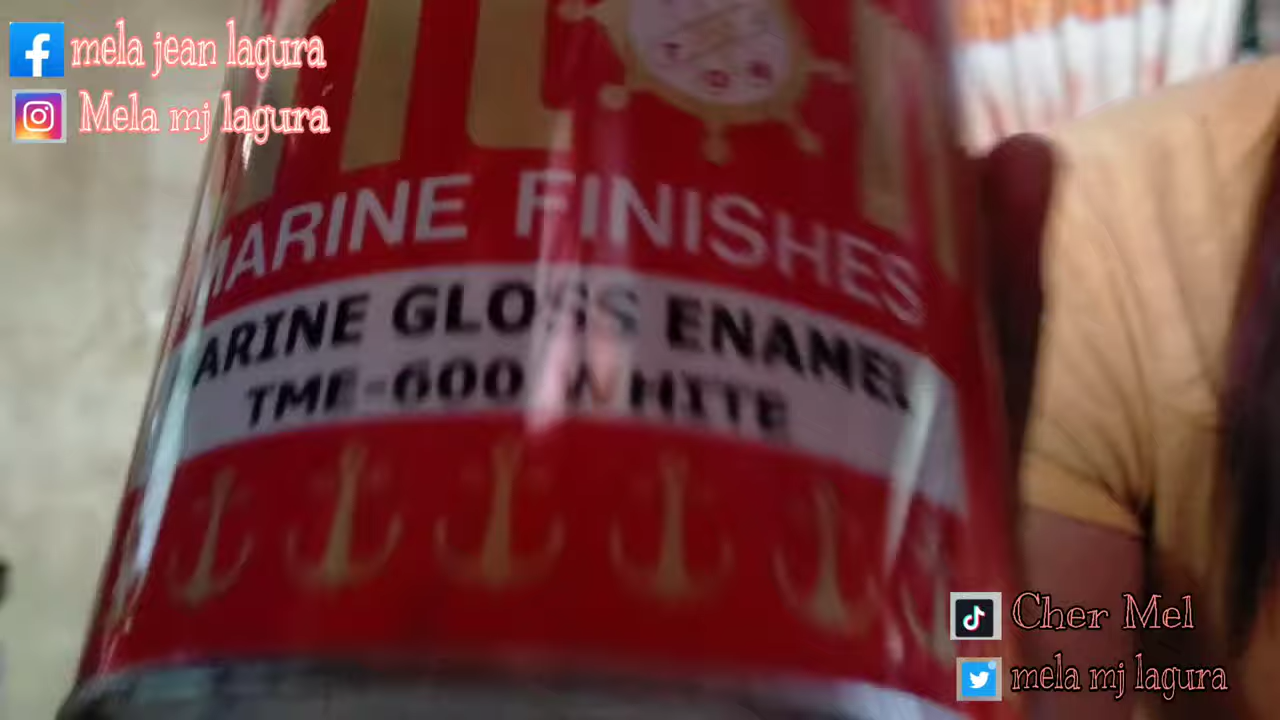 mela jean lagura
Mela mj lagura
MARINE FINISHES
ARINE GLOSS ENAMEL
TME-600 WHITE
Cher Mel
mela mj lagura